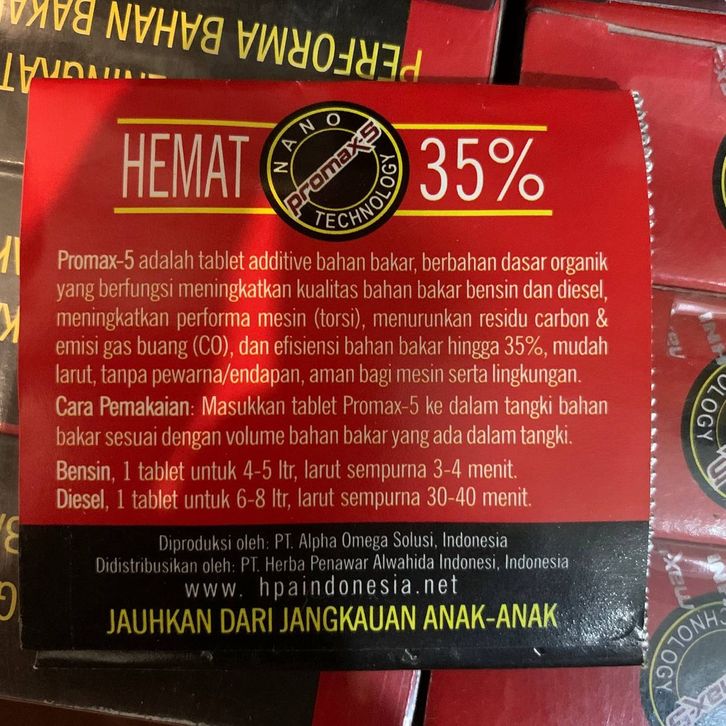 PERFORMA BAHAN BAKA
HEMAT
NANO
promax-5
TECHNOLOGY
35%
Promax-5 adalah tablet additive bahan bakar, berbahan dasar organik
yang berfungsi meningkatkan kualitas bahan bakar bensin dan diesel,
meningkatkan performa mesin (torsi), menurunkan residu carbon &
emisi gas buang (CO), dan efisiensi bahan bakar hingga 35%, mudah
larut, tanpa pewarna/endapan, aman bagi mesin serta lingkungan.
Cara Pemakaian: Masukkan tablet Promax-5 ke dalam tangki bahan
bakar sesuai dengan volume bahan bakar yang ada dalam tangki.
Bensin, 1 tablet untuk 4-5 ltr, larut sempurna 3-4 menit.
Diesel, 1 tablet untuk 6-8 ltr, larut sempurna 30-40 menit.
Diproduksi oleh: PT. Alpha Omega Solusi, Indonesia
Didistribusikan oleh: PT. Herba Penawar Alwahida Indonesi, Indonesia
www. hpaindonesia.net
JAUHKAN DARI JANGKAUAN ANAK-ANAK
NOLOGY
HNOLOGY